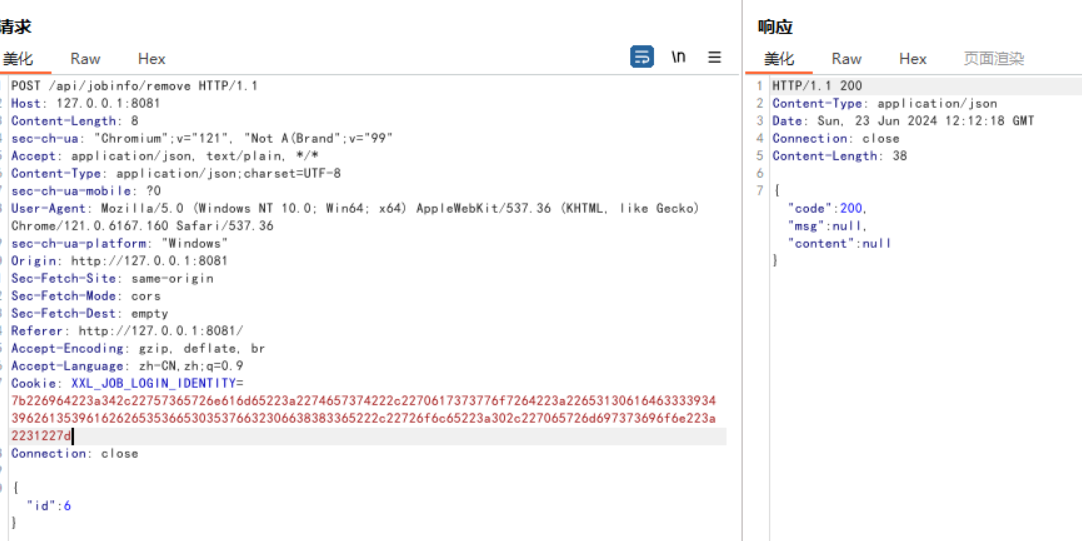 请求
美化 Raw Hex
\n
POST /api/jobinfo/remove HTTP/1.1
Host: 127.0.0.1:8081
Content-Length: 8
sec-ch-ua: "Chromium";v="121", "Not A(Brand";v="99"
Accept: application/json, text/plain, */*
Content-Type: application/json;charset=UTF-8
sec-ch-ua-mobile: ?0
User-Agent: Mozilla/5.0 (Windows NT 10.0; Win64; x64) AppleWebKit/537.36 (KHTML, like Gecko)
Chrome/121.0.6167.160 Safari/537.36
sec-ch-ua-platform: "Windows"
Origin: http://127.0.0.1:8081
Sec-Fetch-Site: same-origin
Sec-Fetch-Mode: cors
Sec-Fetch-Dest: empty
Referer: http://127.0.0.1:8081/
Accept-Encoding: gzip, deflate, br
Accept-Language: zh-CN,zh;q=0.9
Cookie: XXL_JOB_LOGIN_IDENTITY=
7b226964223a342c22757365726e616d65223a2274657374222c2270617373776f7264223a22653130616463333934
39626135396162626535366530353766323066383833365222c22726f6c65223a302c227065726d697373696f6e223a
2231227d
Connection: close
{
"id":6
}
响应
美化 Raw Hex 页面渲染
1 HTTP/1.1 200
2 Content-Type: application/json
3 Date: Sun, 23 Jun 2024 12:12:18 GMT
4 Connection: close
5 Content-Length: 38
6
7 {
"code":200,
"msg":null,
"content":null
}